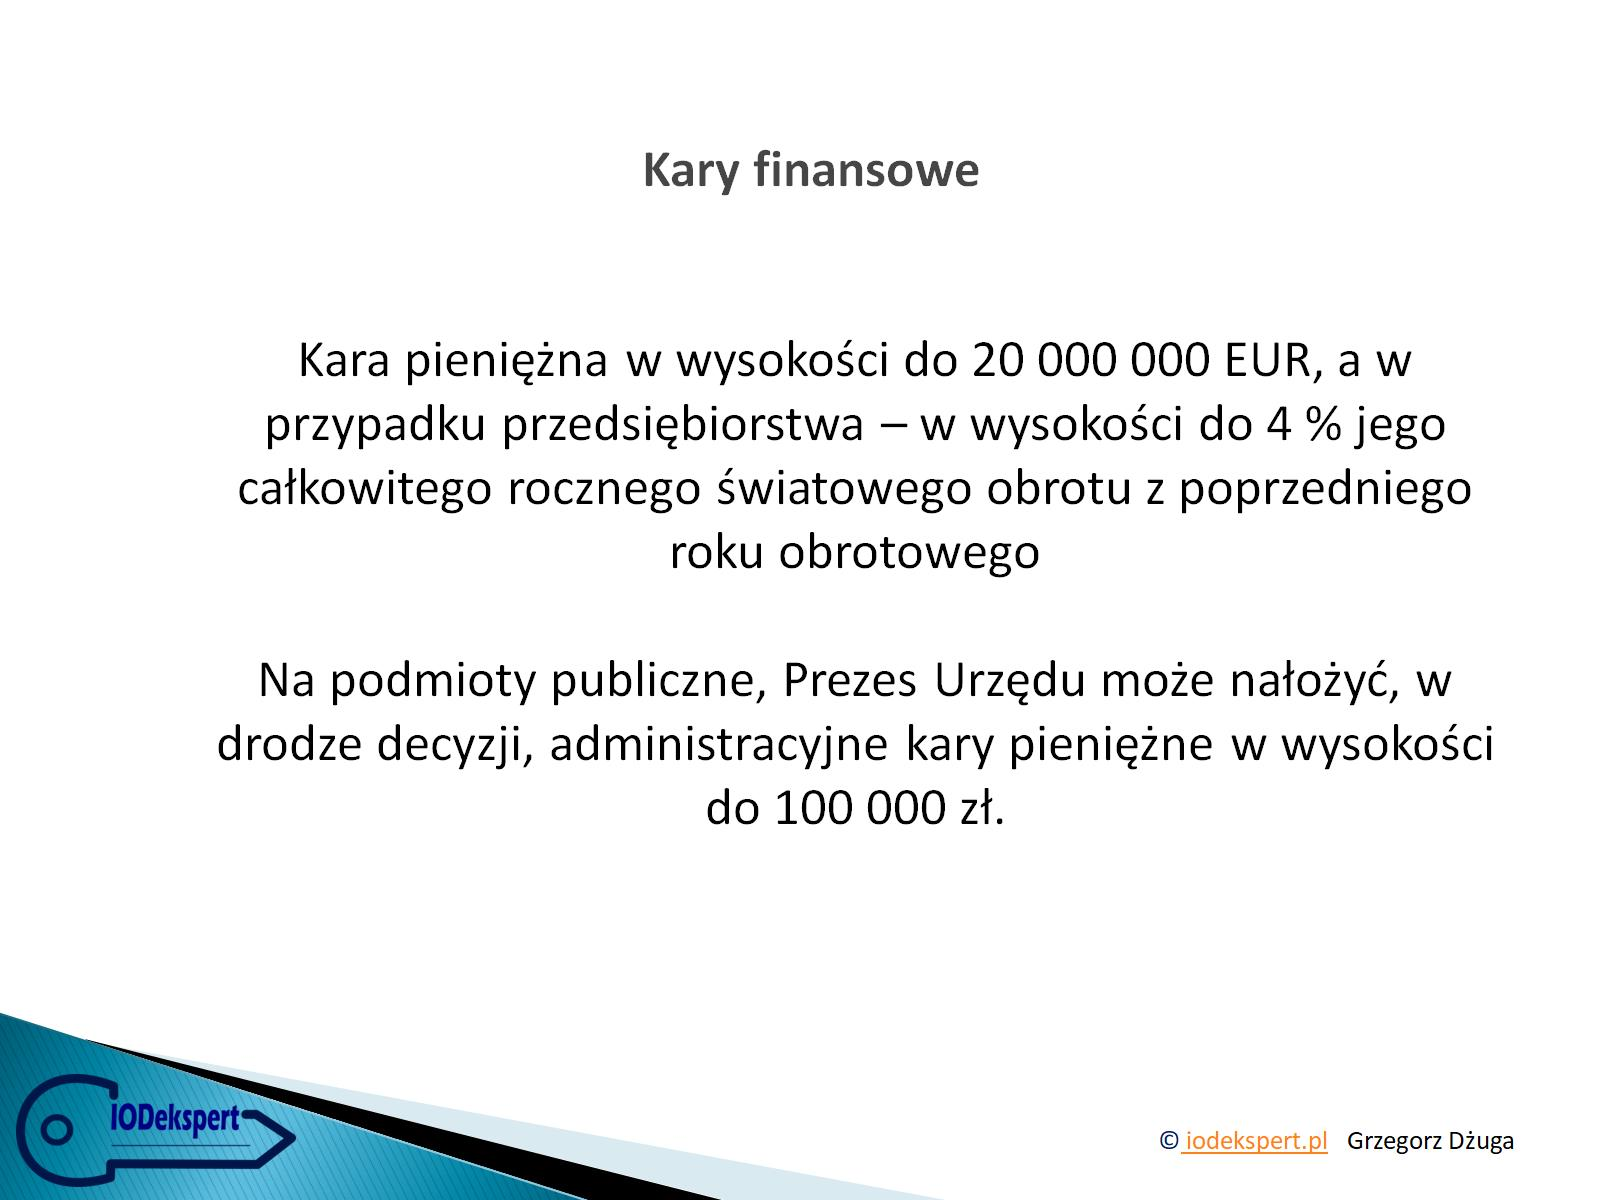 Kary finansowe
Kara pieniężna w wysokości do 20 000 000 EUR, a w
przypadku przedsiębiorstwa – w wysokości do 4 % jego
całkowitego rocznego światowego obrotu z poprzedniego
roku obrotowego
Na podmioty publiczne, Prezes Urzędu może nałożyć, w
drodze decyzji, administracyjne kary pieniężne w wysokości
do 100 000 zł.
IODekspert
© iodekspert.pl Grzegorz Dżuga